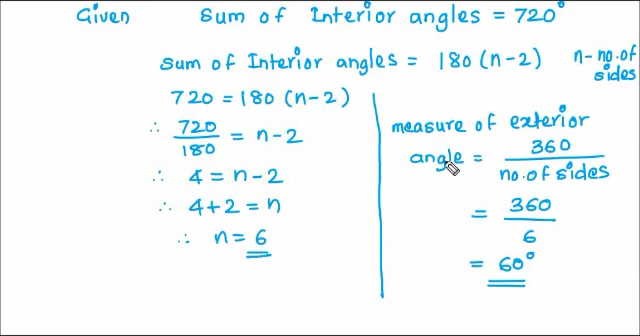 Given Sum of Interior angles = 720°
Sum of Interior angles = 180 (n-2) n - no. of sides
720 = 180 (n-2)
∴ 720/180 = n-2
∴ 4 = n-2
∴ 4+2 = n
∴ n = 6
measure of exterior
angle = 360/no. of sides
= 360/6
= 60°